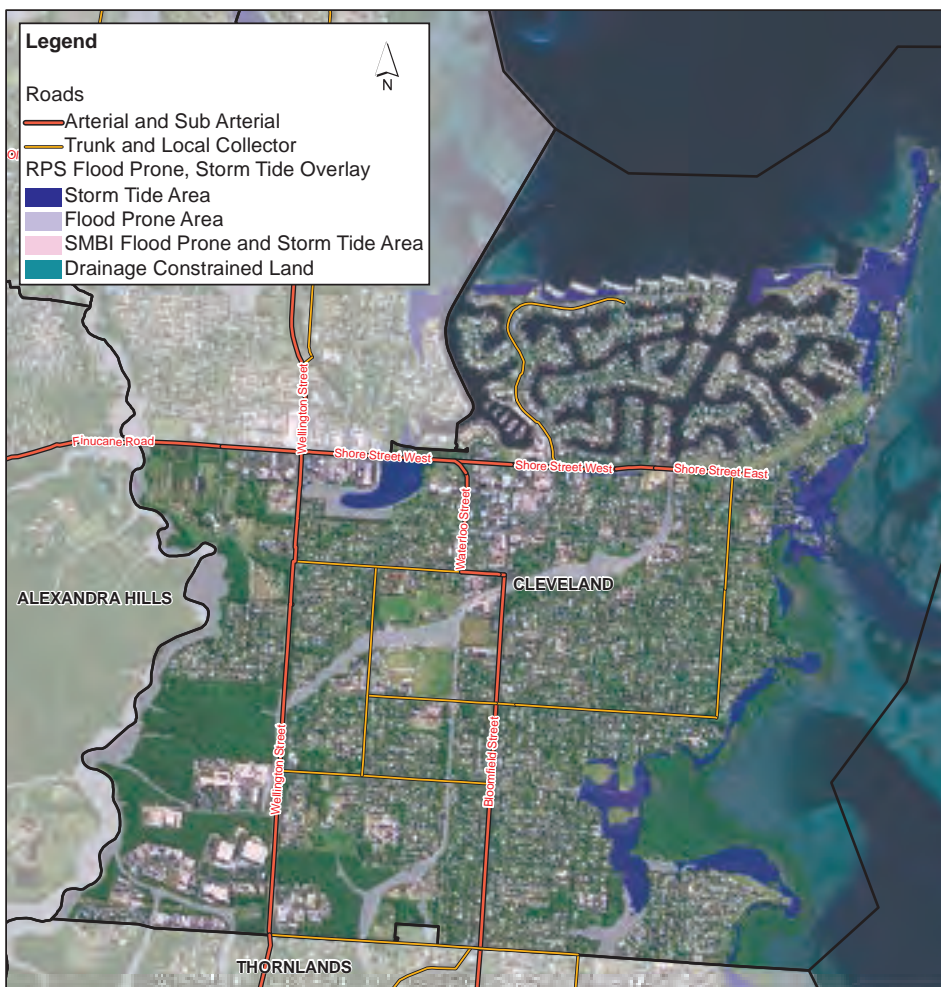 Legend
N
Roads
Arterial and Sub Arterial
Trunk and Local Collector
RPS Flood Prone, Storm Tide Overlay
Storm Tide Area
Flood Prone Area
SMBI Flood Prone and Storm Tide Area
Drainage Constrained Land
Wellington Street
Finucane Road
Shore Street West
Shore Street West
Shore Street East
Waterloo Street
CLEVELAND
ALEXANDRA HILLS
Wellington Street
Bloomfield Street
THORNLANDS